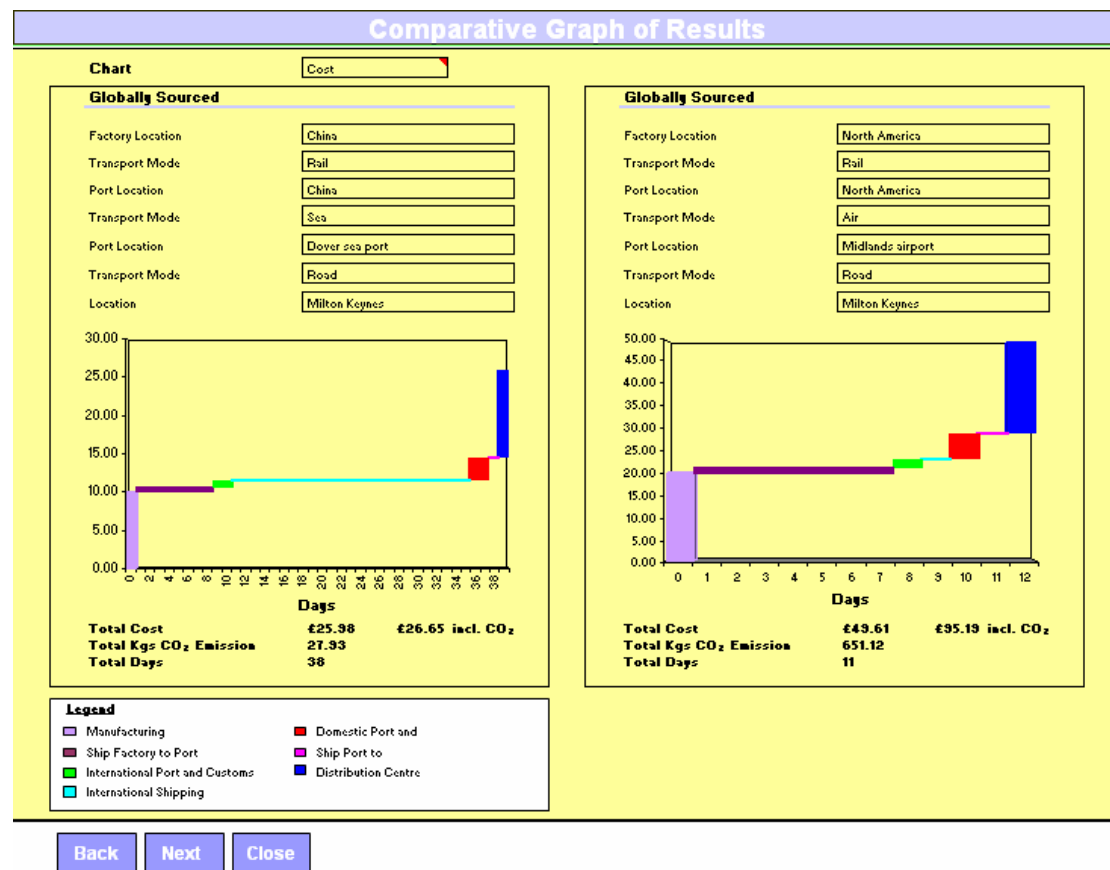 Comparative Graph of Results
Chart Cost
Globally Sourced
Factory Location China
Transport Mode Rail
Port Location China
Transport Mode Sea
Port Location Dover sea port
Transport Mode Road
Location Milton Keynes
30.00
25.00
20.00
15.00
10.00
5.00
0.00
0 2 4 6 8 10 12 14 16 18 20 22 24 26 28 30 32 34 36 38
Days
Total Cost £25.98 £26.65 incl. CO₂
Total Kgs CO₂ Emission 27.93
Total Days 38
Globally Sourced
Factory Location North America
Transport Mode Rail
Port Location North America
Transport Mode Air
Port Location Midlands airport
Transport Mode Road
Location Milton Keynes
50.00
45.00
40.00
35.00
30.00
25.00
20.00
15.00
10.00
5.00
0.00
0 1 2 3 4 5 6 7 8 9 10 11 12
Days
Total Cost £49.61 £95.19 incl. CO₂
Total Kgs CO₂ Emission 651.12
Total Days 11
Legend
Manufacturing Domestic Port and
Ship Factory to Port Ship Port to
International Port and Customs Distribution Centre
International Shipping
Back Next Close